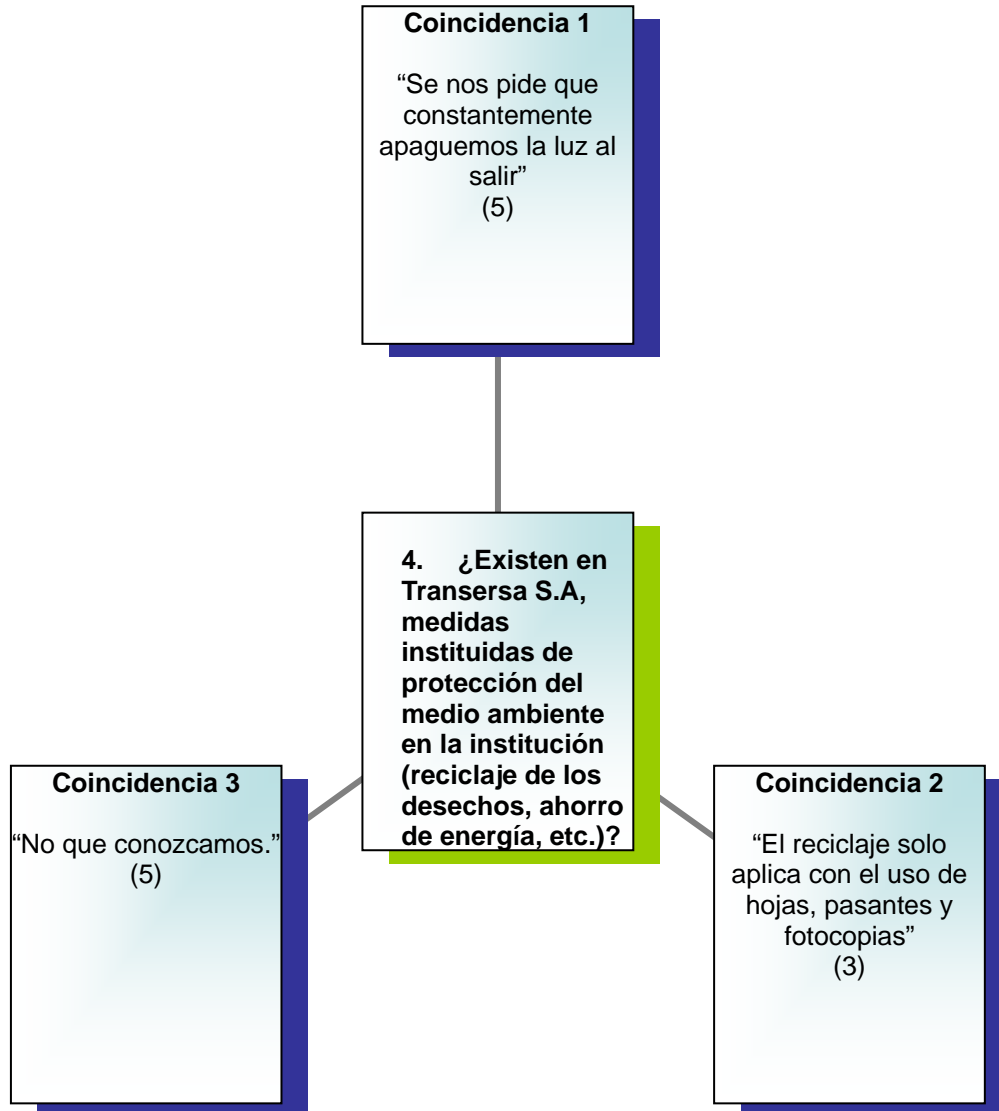 Coincidencia 1
“Se nos pide que
constantemente
apaguemos la luz al
salir”
(5)
4. ¿Existen en
Transersa S.A,
medidas
instituidas de
protección del
medio ambiente
en la institución
(reciclaje de los
desechos, ahorro
de energía, etc.)?
Coincidencia 3
“No que conozcamos.”
(5)
Coincidencia 2
“El reciclaje solo
aplica con el uso de
hojas, pasantes y
fotocopias”
(3)